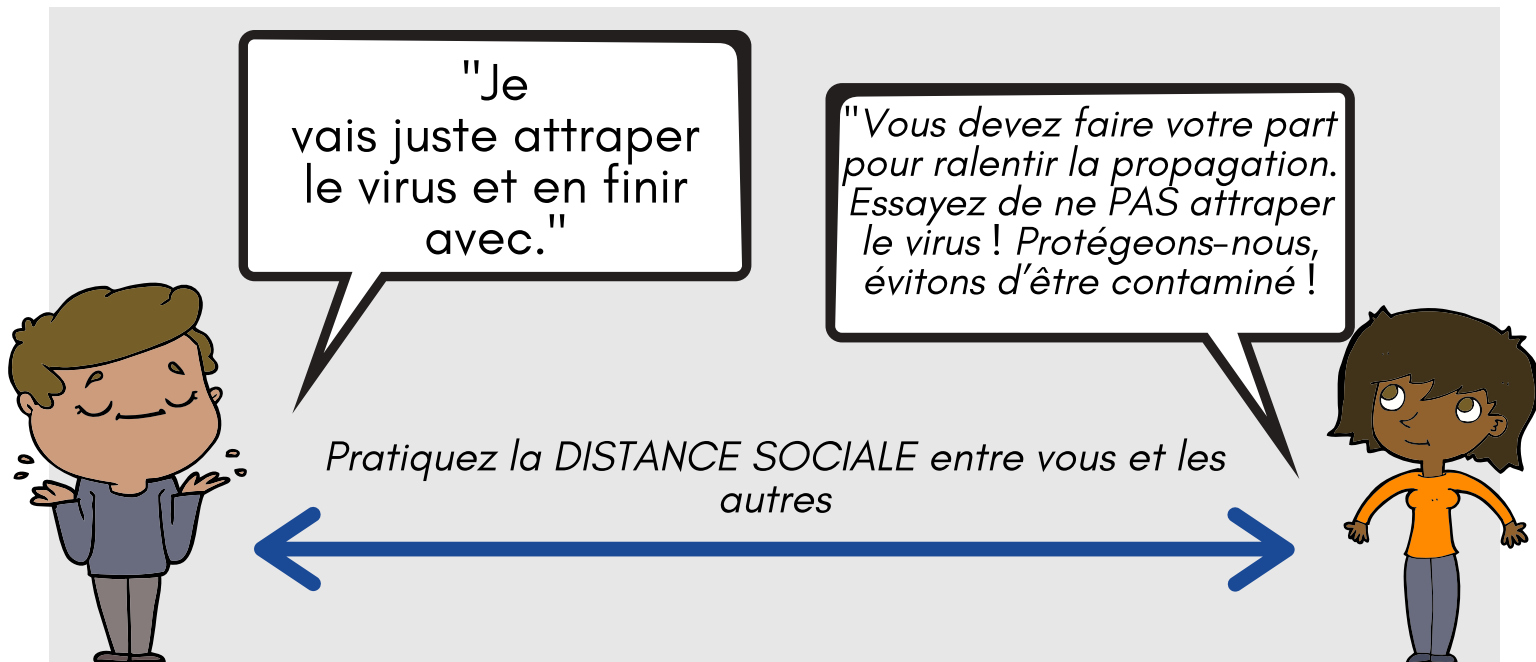 "Je
vais juste attraper
le virus et en finir
avec."
"Vous devez faire votre part
pour ralentir la propagation.
Essayez de ne PAS attraper
le virus ! Protégeons-nous,
évitons d'être contaminé !
Pratiquez la DISTANCE SOCIALE entre vous et les
autres